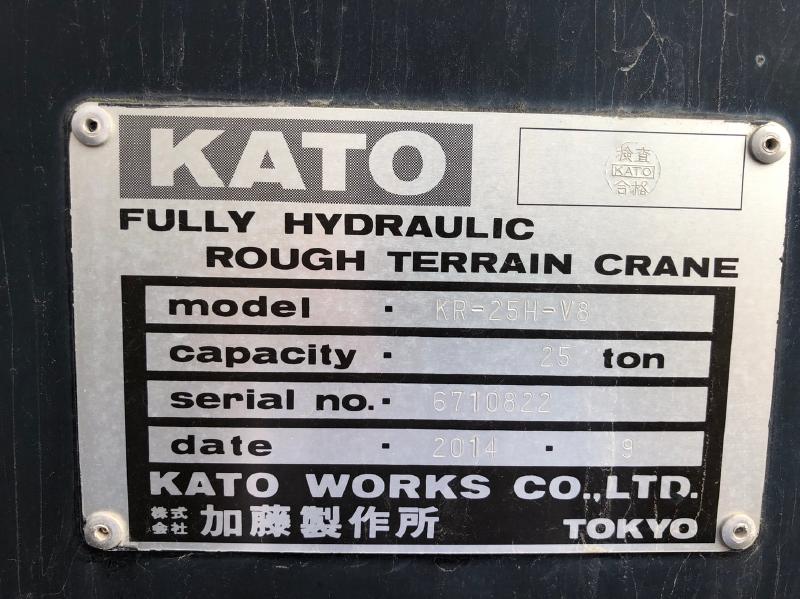 KATO
検査
KATO
合格
FULLY HYDRAULIC
ROUGH TERRAIN CRANE
model · KR-25H-V8
capacity · 25 ton
serial no. · 6710822
date · 2014 · 9
KATO WORKS CO.,LTD.
株式会社 加藤製作所 TOKYO